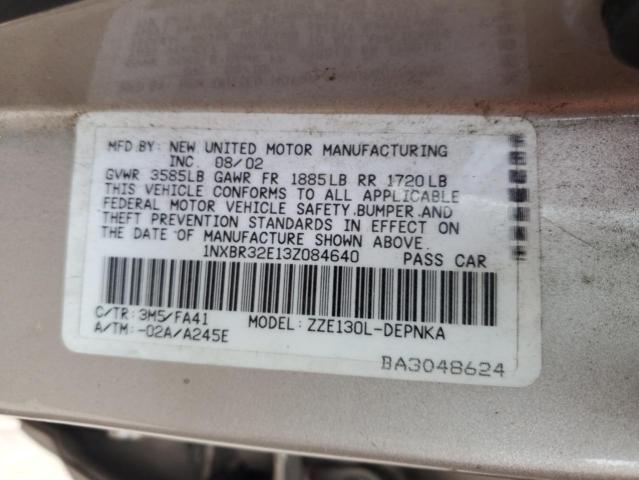 MFD.BY: NEW UNITED MOTOR MANUFACTURING
INC. 08/02
GVWR 3585LB GAWR FR 1885LB RR 1720LB
THIS VEHICLE CONFORMS TO ALL APPLICABLE
FEDERAL MOTOR VEHICLE SAFETY,BUMPER,AND
THEFT PREVENTION STANDARDS IN EFFECT ON
THE DATE OF MANUFACTURE SHOWN ABOVE.
1NXBR32E13Z084640 PASS CAR
C/TR: 3M5/FA41 MODEL: ZZE130L-DEPNKA
A/TM: -02A/A245E
BA3048624